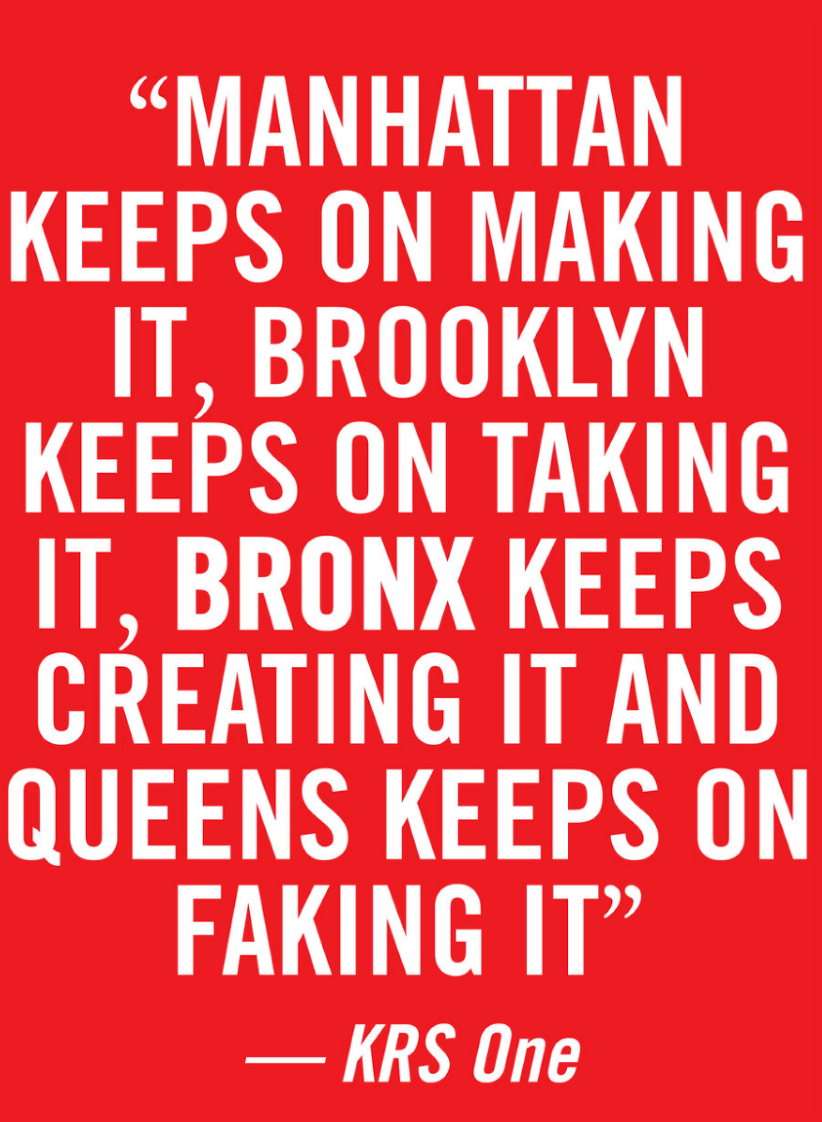 “MANHATTAN
KEEPS ON MAKING
IT, BROOKLYN
KEEPS ON TAKING
IT, BRONX KEEPS
CREATING IT AND
QUEENS KEEPS ON
FAKING IT”
— KRS One